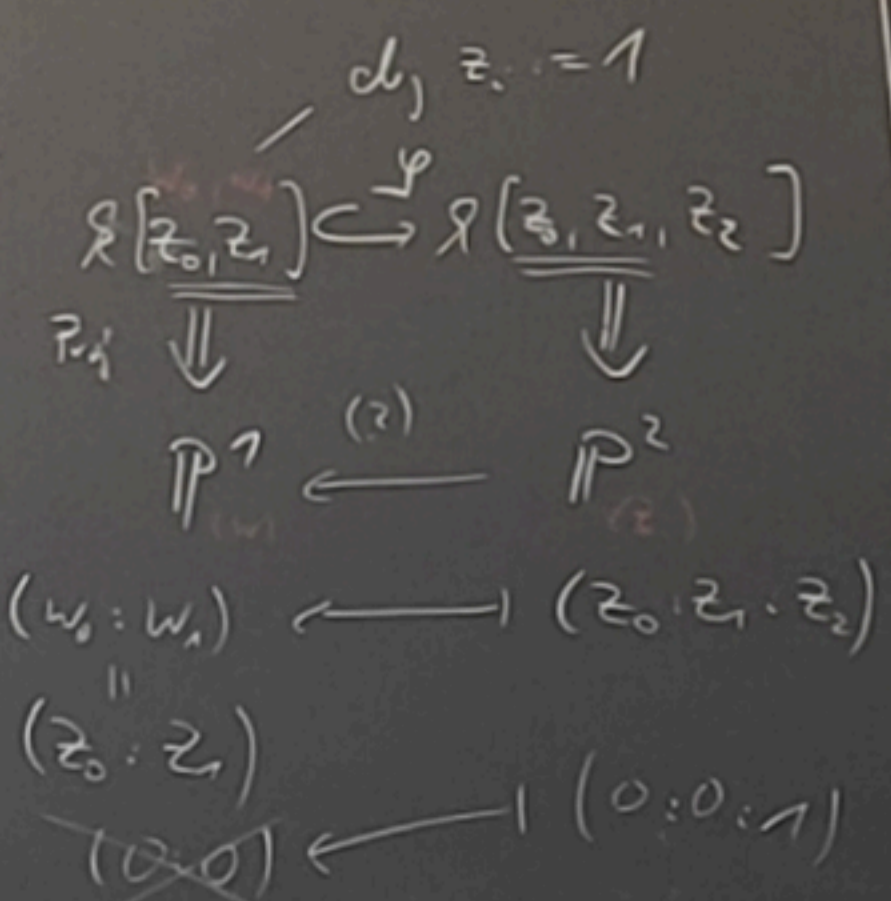 d, z. := 1
k[z₀, z₁] ↪ k[z₀, z₁, z₂]
φ
Proj ⇓ ⇓
ℙ¹ ← ℙ²
(?)
(w) (z)
(w₀ : w₁) ↤ (z₀ : z₁ : z₂)
=
(z₀ : z₁)
(0:0) ↤ (0:0:1)